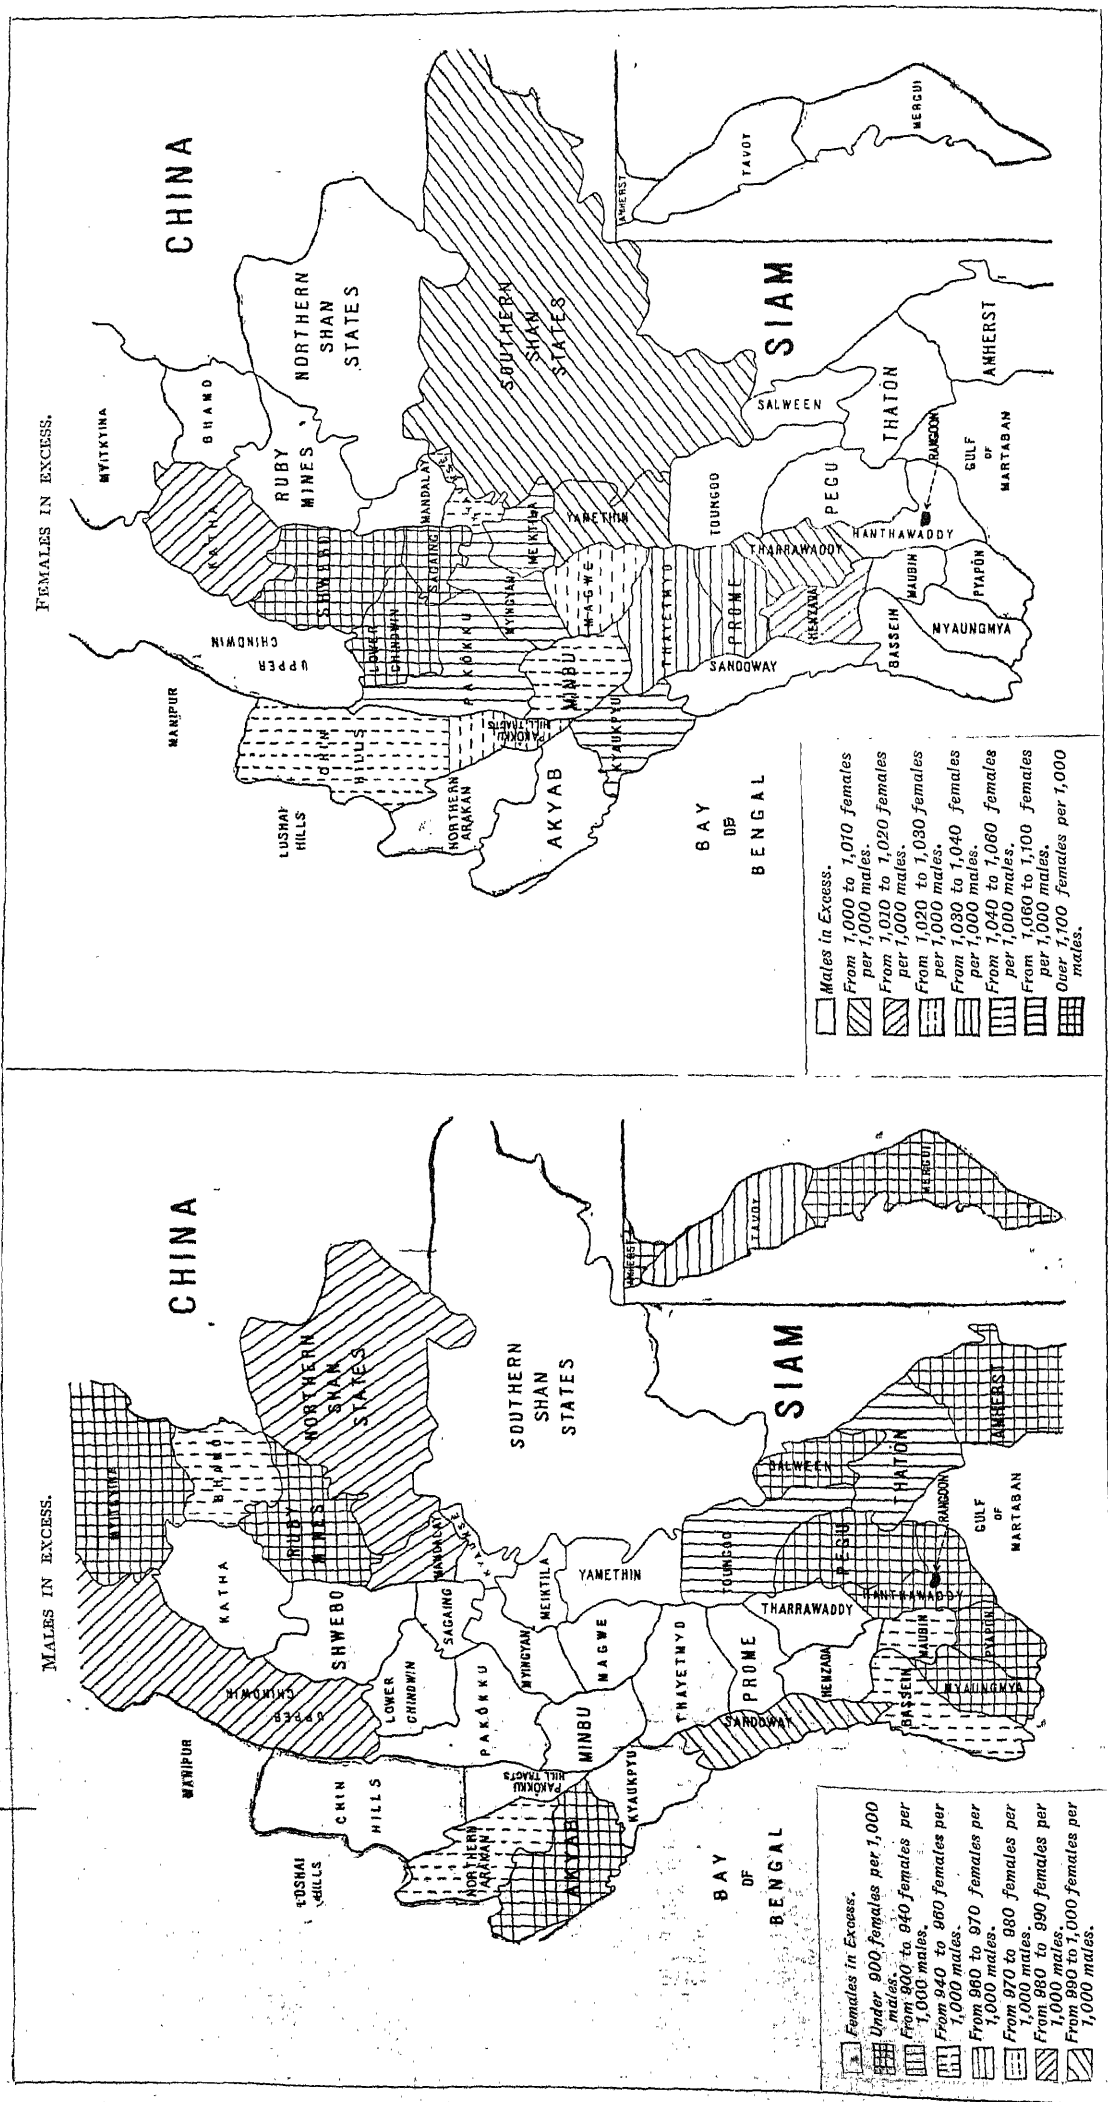 MALES IN EXCESS.
CHINA
MYITKYINA
BHAMO
KATHA
RUBY
MINES
NORTHERN
SHAN
STATES
UPPER
CHINDWIN
MANIPUR
SHWEBO
LOWER
CHINDWIN
SAGAING
MANDALAY
KYAUKSE
LUSHAI
HILLS
CHIN
HILLS
PAKÔKKU
PAKÔKKU
HILL TRACTS
MYINGYAN
MEIKTILA
SOUTHERN
SHAN
STATES
NORTHERN
ARAKAN
AKYAB
MINBU
MAGWE
YAMETHIN
KYAUKPYU
THAYETMYO
TOUNGOO
SANDOWAY
PROME
THARRAWADDY
SALWEEN
SIAM
HENZADA
PEGU
THATÔN
BASSEIN
MAUBIN
HANTHAWADDY
RANGOON
MYAUNGMYA
PYAPÔN
AMHERST
GULF
OF
MARTABAN
BAY
OF
BENGAL
AMHERST
TAVOY
MERGUI
Females in Excess.
Under 900 females per 1,000
males.
From 900 to 940 females per
1,000 males.
From 940 to 960 females per
1,000 males.
From 960 to 970 females per
1,000 males.
From 970 to 980 females per
1,000 males.
From 980 to 990 females per
1,000 males.
From 990 to 1,000 females per
1,000 males.
FEMALES IN EXCESS.
CHINA
MYITKYINA
BHAMO
KATHA
RUBY
MINES
NORTHERN
SHAN
STATES
UPPER
CHINDWIN
MANIPUR
SHWEBO
LOWER
CHINDWIN
SAGAING
MANDALAY
LUSHAI
HILLS
CHIN
HILLS
PAKÔKKU
PAKÔKKU
HILL TRACTS
MYINGYAN
MEIKTILA
SOUTHERN
SHAN
STATES
NORTHERN
ARAKAN
AKYAB
MINBU
MAGWE
YAMETHIN
KYAUKPYU
THAYETMYO
TOUNGOO
SANDOWAY
PROME
THARRAWADDY
SALWEEN
SIAM
HENZADA
PEGU
THATÔN
BASSEIN
MAUBIN
HANTHAWADDY
RANGOON
MYAUNGMYA
PYAPÔN
AMHERST
GULF
OF
MARTABAN
BAY
OF
BENGAL
AMHERST
TAVOY
MERGUI
Males in Excess.
From 1,000 to 1,010 females
per 1,000 males.
From 1,010 to 1,020 females
per 1,000 males.
From 1,020 to 1,030 females
per 1,000 males.
From 1,030 to 1,040 females
per 1,000 males.
From 1,040 to 1,060 females
per 1,000 males.
From 1,060 to 1,100 females
per 1,000 males.
Over 1,100 females per 1,000
males.